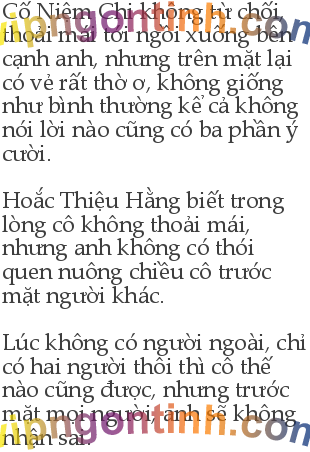 Cố Niệm Chi không từ chối,
thoải mái tới ngồi xuống bên
cạnh anh, nhưng trên mặt lại
có vẻ rất thờ ơ, không giống
như bình thường kể cả không
nói lời nào cũng có ba phần ý
cười.
Hoắc Thiệu Hằng biết trong
lòng cô không thoải mái,
nhưng anh không có thói
quen nuông chiều cô trước
mặt người khác.
Lúc không có người ngoài, chỉ
có hai người thôi thì cô thế
nào cũng được, nhưng trước
mặt mọi người, anh sẽ không
nhận sai.
vipngontinh.com
vipngontinh.com